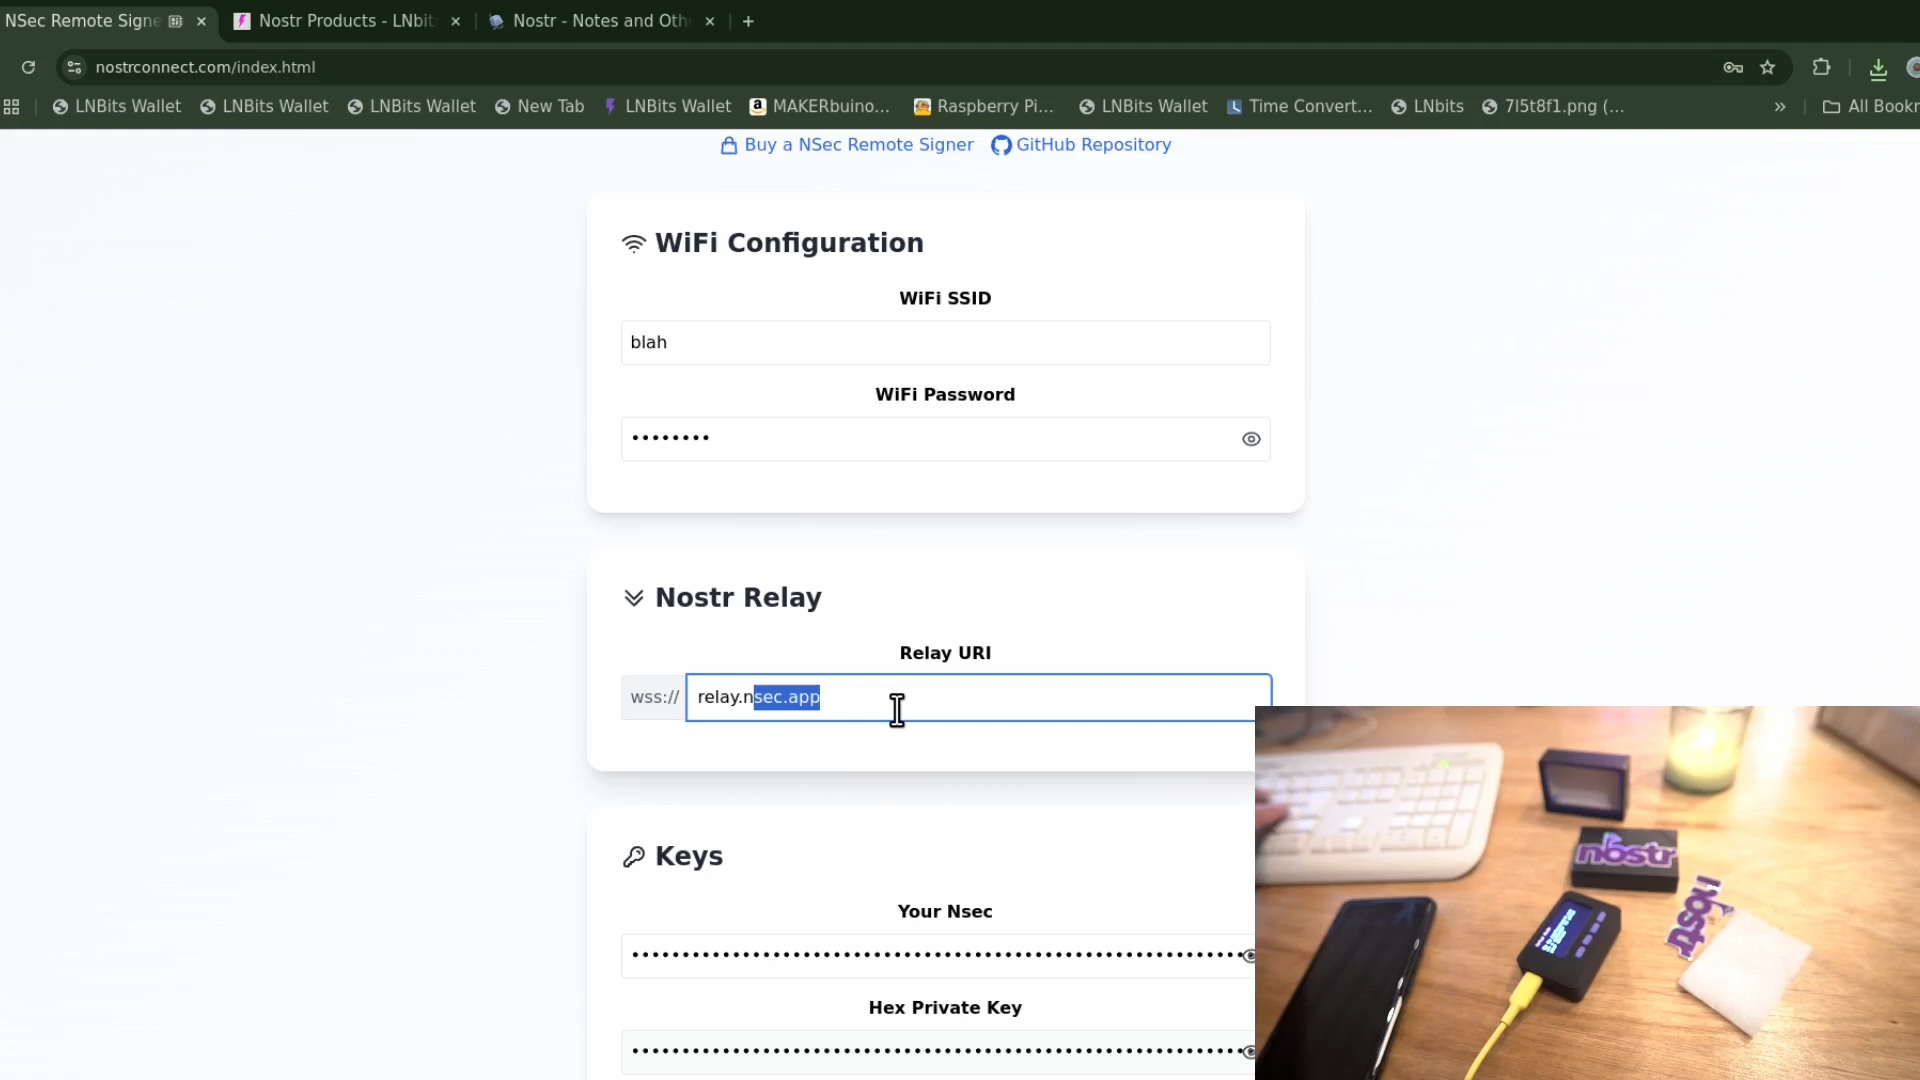 NSec Remote Signe
Nostr Products - LNbit
Nostr - Notes and Oth
nostrconnect.com/index.html
LNBits Wallet
LNBits Wallet
LNBits Wallet
New Tab
LNBits Wallet
MAKERbuino...
Raspberry Pi...
LNBits Wallet
Time Convert...
LNbits
7l5t8f1.png (...
»
All Bookr
Buy a NSec Remote Signer
GitHub Repository
WiFi Configuration
WiFi SSID
blah
WiFi Password
••••••••
Nostr Relay
Relay URI
wss://
relay.nsec.app
Keys
Your Nsec
Hex Private Key
nostr
nostr